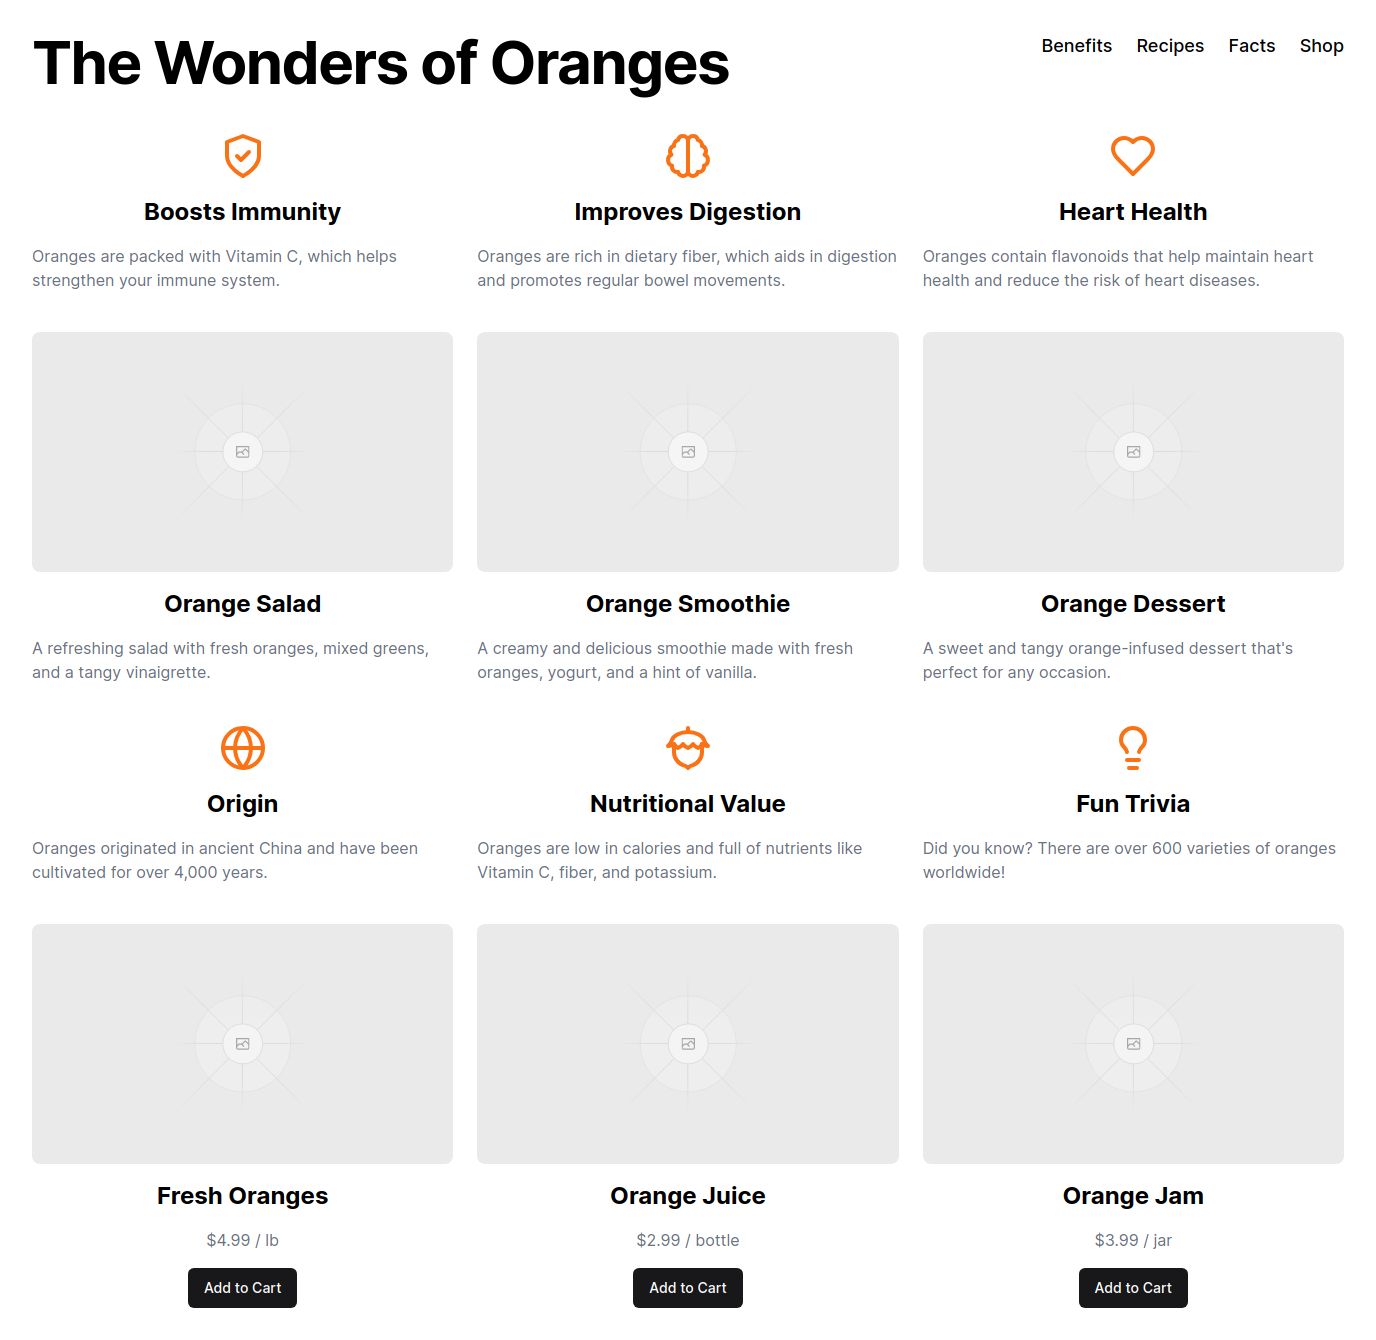 The Wonders of Oranges
Benefits Recipes Facts Shop
Boosts Immunity
Oranges are packed with Vitamin C, which helps
strengthen your immune system.
Improves Digestion
Oranges are rich in dietary fiber, which aids in digestion
and promotes regular bowel movements.
Heart Health
Oranges contain flavonoids that help maintain heart
health and reduce the risk of heart diseases.
Orange Salad
A refreshing salad with fresh oranges, mixed greens,
and a tangy vinaigrette.
Orange Smoothie
A creamy and delicious smoothie made with fresh
oranges, yogurt, and a hint of vanilla.
Orange Dessert
A sweet and tangy orange-infused dessert that's
perfect for any occasion.
Origin
Oranges originated in ancient China and have been
cultivated for over 4,000 years.
Nutritional Value
Oranges are low in calories and full of nutrients like
Vitamin C, fiber, and potassium.
Fun Trivia
Did you know? There are over 600 varieties of oranges
worldwide!
Fresh Oranges
$4.99 / lb
Add to Cart
Orange Juice
$2.99 / bottle
Add to Cart
Orange Jam
$3.99 / jar
Add to Cart